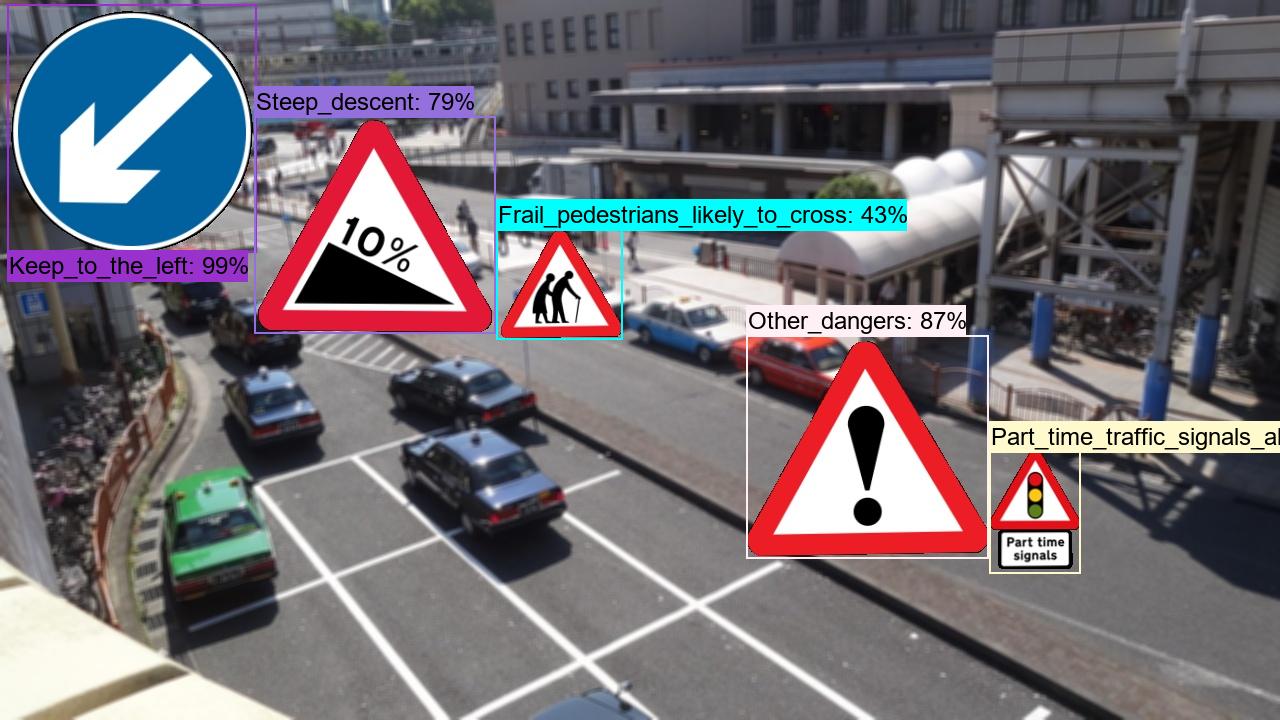 Steep_descent: 79%
Frail_pedestrians_likely_to_cross: 43%
10%
Keep_to_the_left: 99%
Other_dangers: 87%
Part_time_traffic_signals_al
Part time
signals